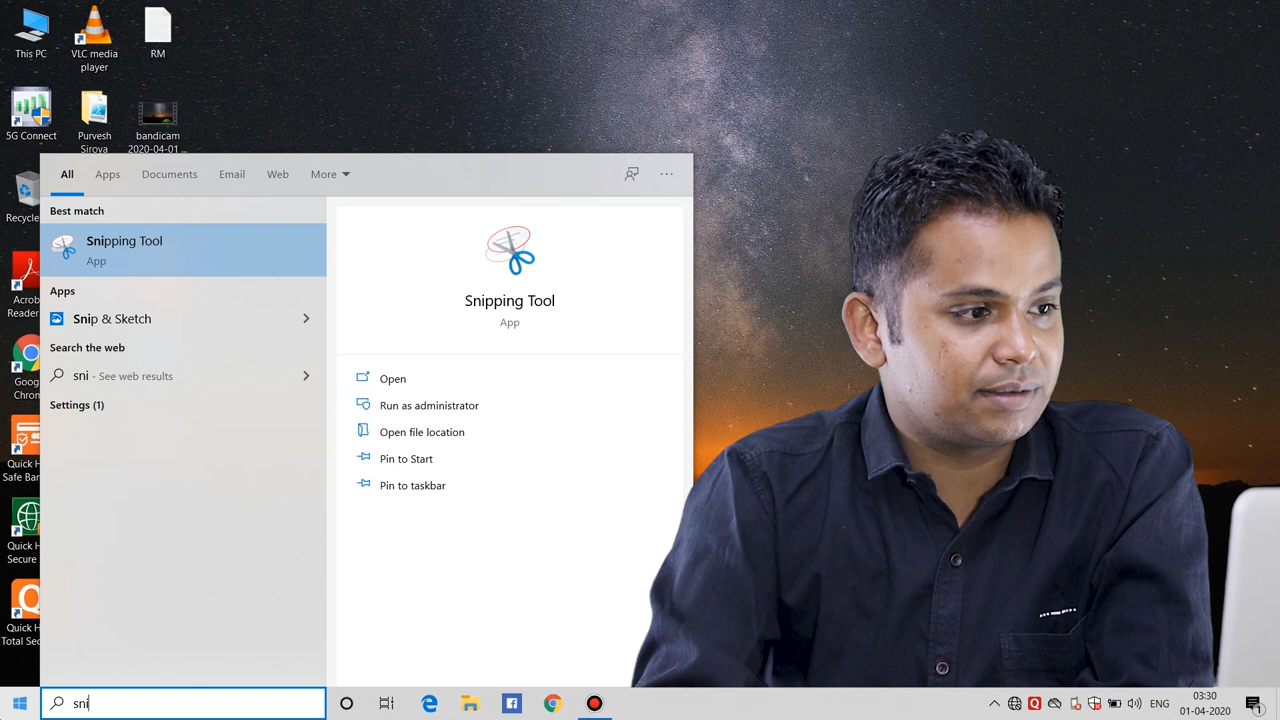 This PC
VLC media
player
RM
5G Connect
Purvesh
Sirova
bandicam
2020-04-01 ...
All
Apps
Documents
Email
Web
More
Best match
Snipping Tool
App
Apps
Snip & Sketch
Search the web
sni - See web results
Settings (1)
Snipping Tool
App
Open
Run as administrator
Open file location
Pin to Start
Pin to taskbar
Recycle
Acrob
Reader
Goog
Chron
Quick H
Safe Ban
Quick H
Secure
Quick H
Total Sec
sni
ENG
03:30
01-04-2020
1